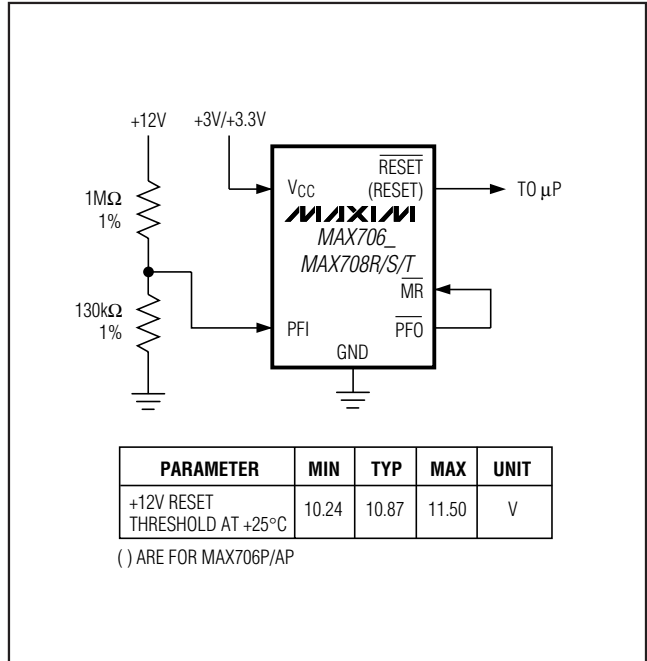 +12V
+3V/+3.3V
1MΩ
1%
130kΩ
1%
VCC
RESET
(RESET)
TO µP
MAXIM
MAX706_
MAX708R/S/T
MR
PFI
PFO
GND
PARAMETER MIN TYP MAX UNIT
+12V RESET
THRESHOLD AT +25°C 10.24 10.87 11.50 V
( ) ARE FOR MAX706P/AP